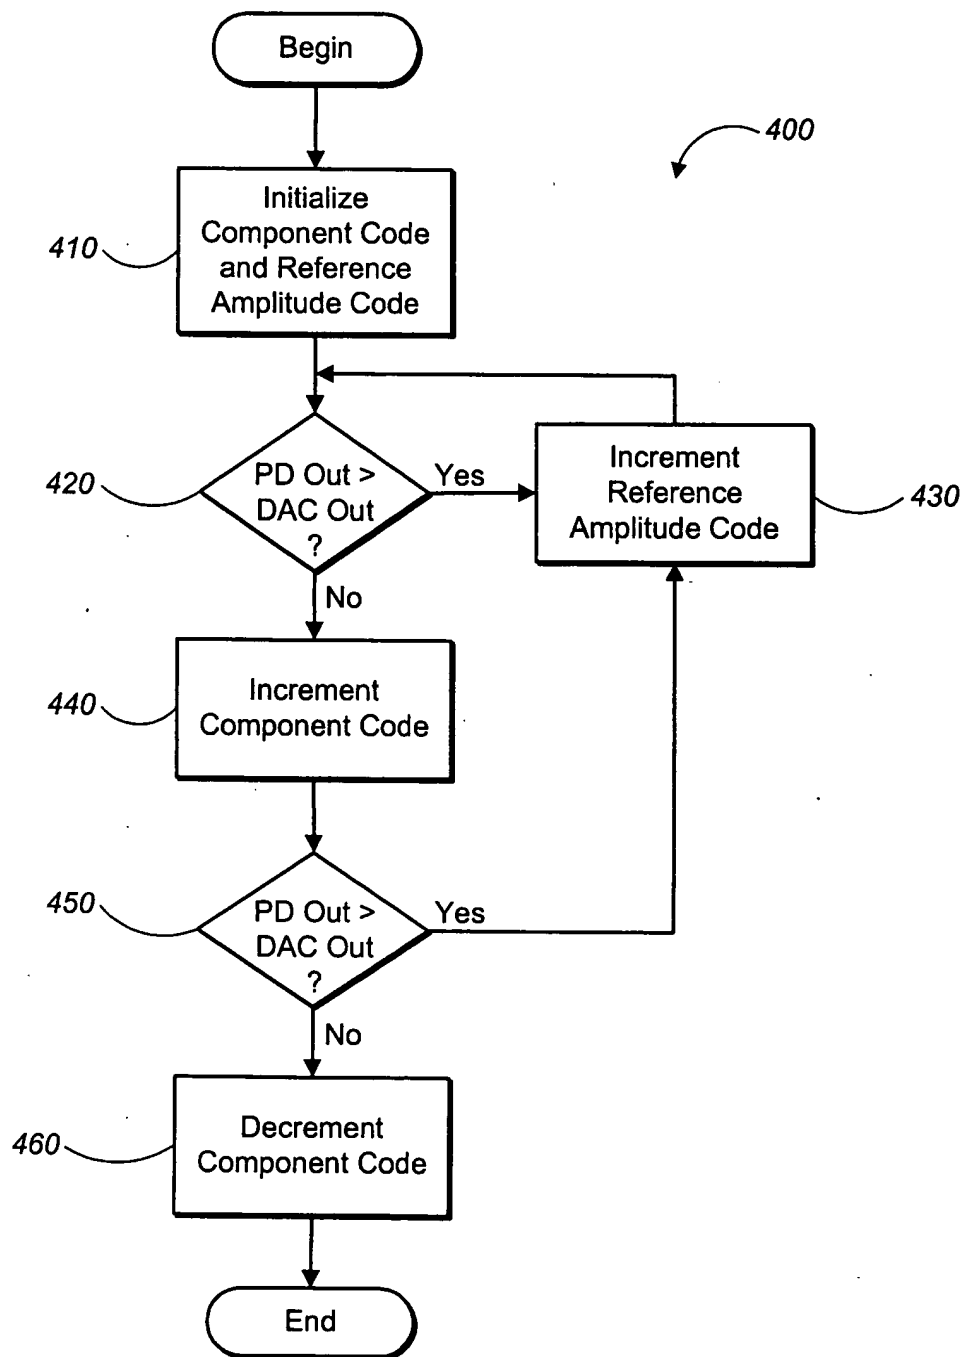 Begin
400
Initialize
Component Code
and Reference
Amplitude Code
410
PD Out >
DAC Out
?
420
Yes
Increment
Reference
Amplitude Code
430
No
Increment
Component Code
440
PD Out >
DAC Out
?
450
Yes
No
Decrement
Component Code
460
End